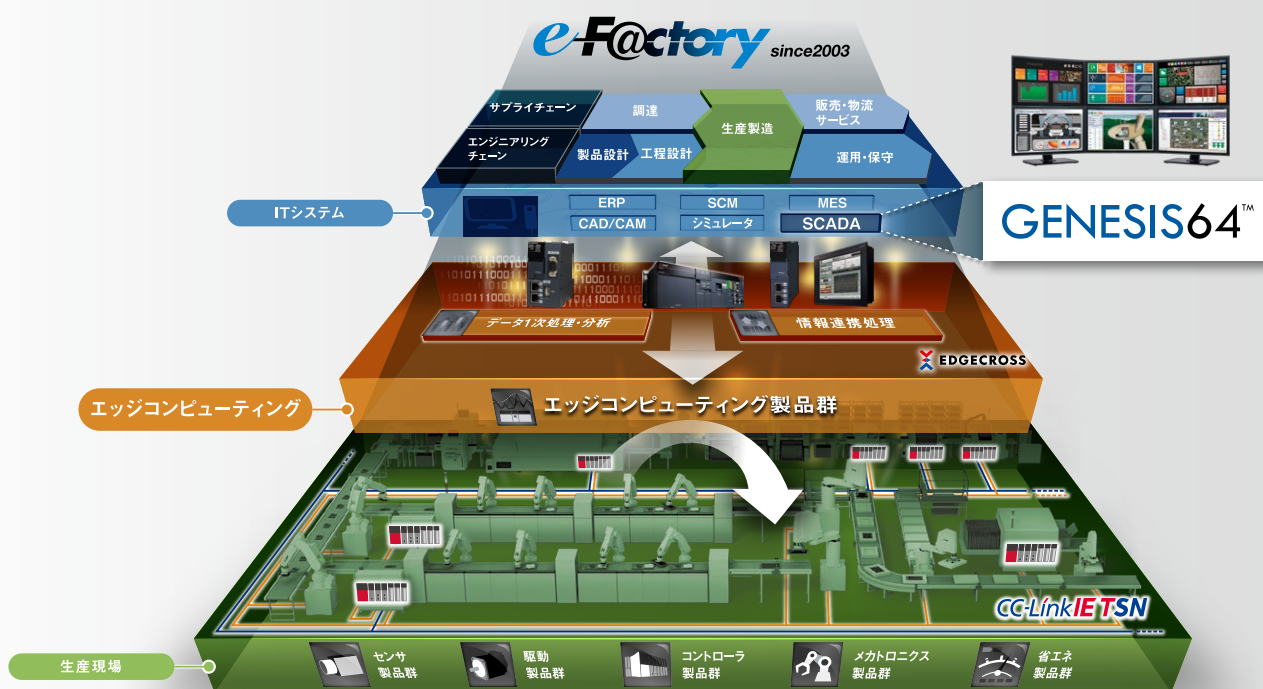 e-F@ctory since2003
サプライチェーン
調達
生産製造
販売・物流
サービス
エンジニアリング
チェーン
製品設計
工程設計
運用・保守
ITシステム
ERP
SCM
MES
CAD/CAM
シミュレータ
SCADA
GENESIS64™
データ1次処理・分析
情報連携処理
EDGECROSS
エッジコンピューティング
エッジコンピューティング製品群
CC-Link IE TSN
生産現場
センサ
製品群
駆動
製品群
コントローラ
製品群
メカトロニクス
製品群
省エネ
製品群